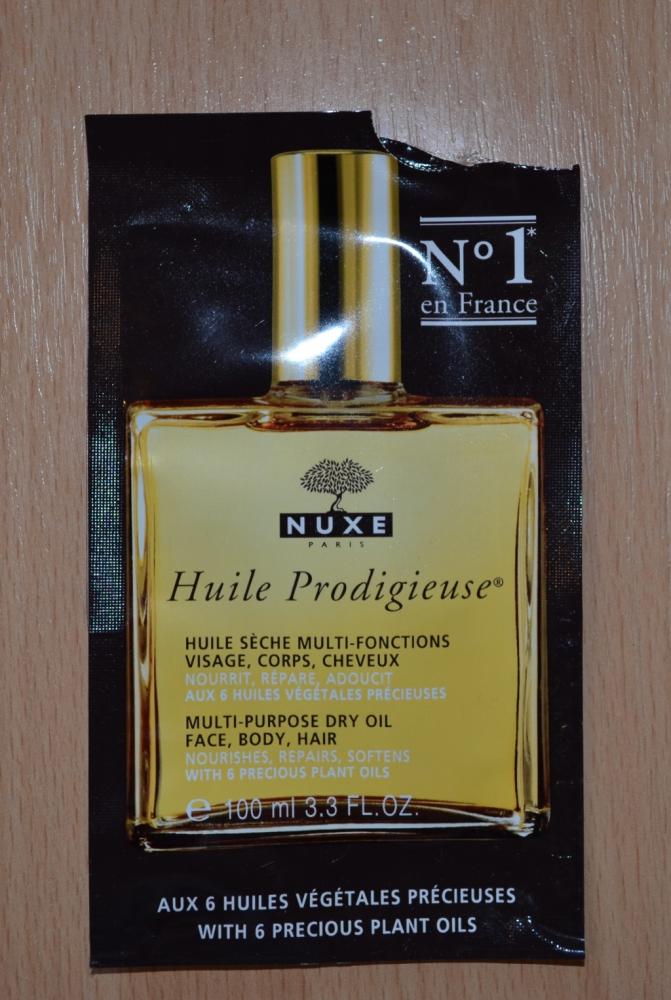 N° 1*
en France
NUXE
PARIS
Huile Prodigieuse®
HUILE SÈCHE MULTI-FONCTIONS
VISAGE, CORPS, CHEVEUX
NOURRIT, RÉPARE, ADOUCIT
AUX 6 HUILES VÉGÉTALES PRÉCIEUSES
MULTI-PURPOSE DRY OIL
FACE, BODY, HAIR
NOURISHES, REPAIRS, SOFTENS
WITH 6 PRECIOUS PLANT OILS
℮ 100 ml 3.3 FL.OZ.
AUX 6 HUILES VÉGÉTALES PRÉCIEUSES
WITH 6 PRECIOUS PLANT OILS